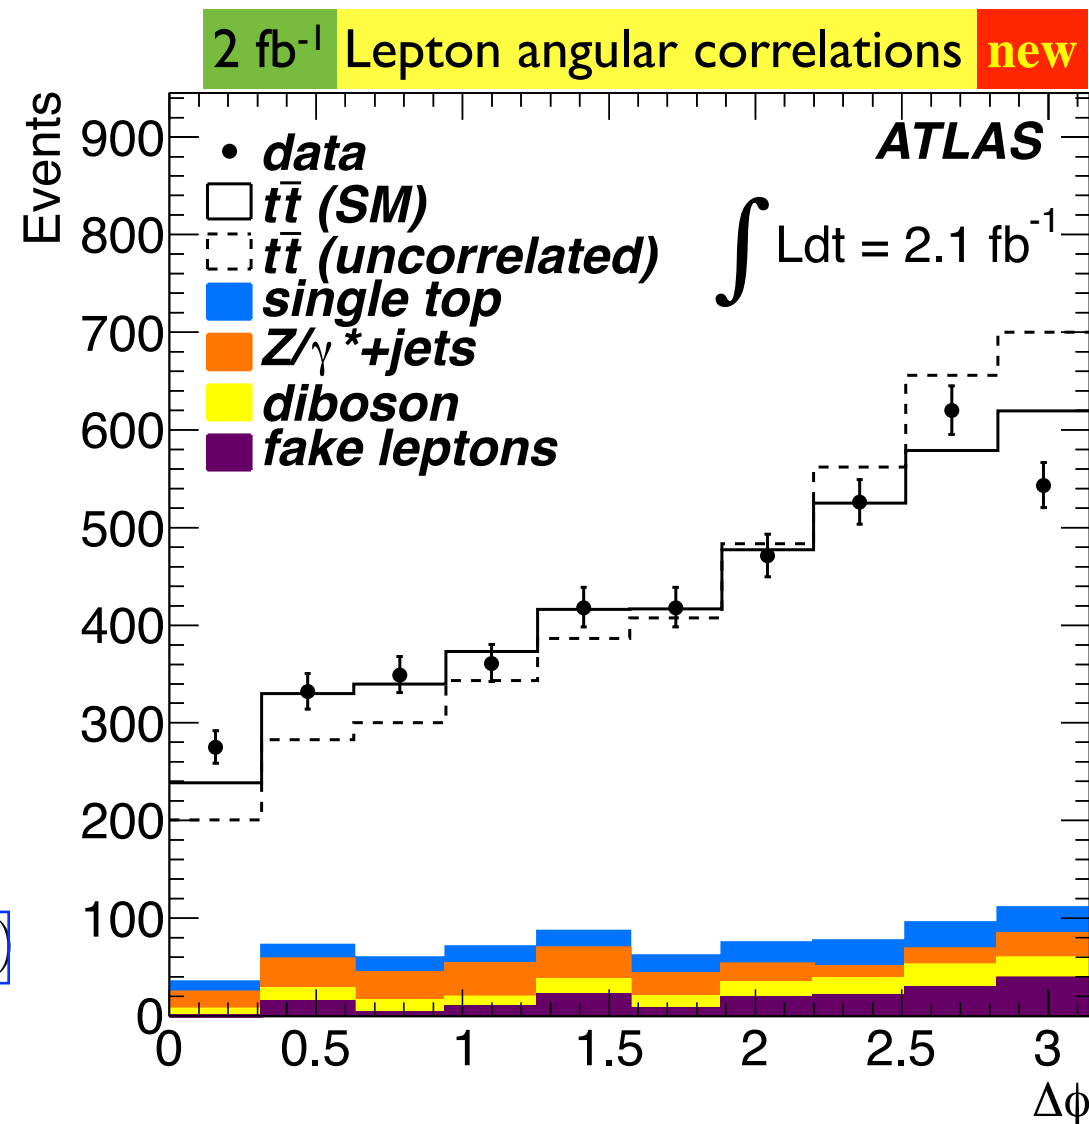 2 fb⁻¹ Lepton angular correlations new
Events
ATLAS
∫ Ldt = 2.1 fb⁻¹
data
tt̄ (SM)
tt̄ (uncorrelated)
single top
Z/γ*+jets
diboson
fake leptons
900
800
700
600
500
400
300
200
100
0
0 0.5 1 1.5 2 2.5 3
Δϕ
)